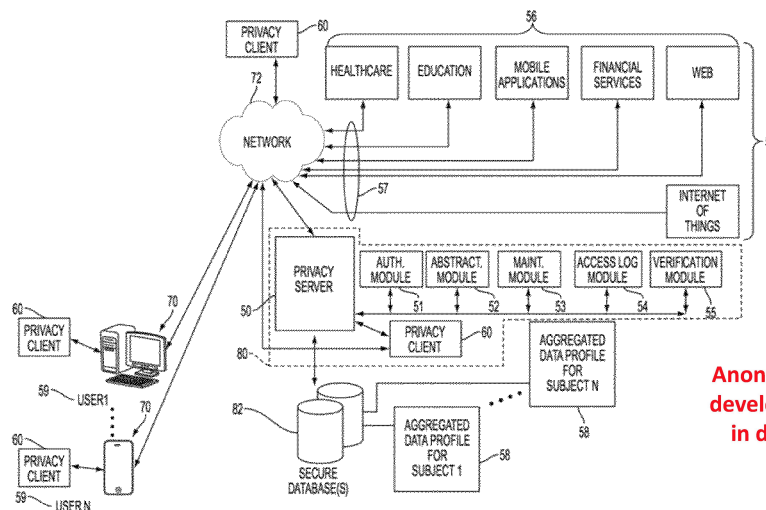 PRIVACY
CLIENT
60
56
HEALTHCARE
EDUCATION
MOBILE
APPLICATIONS
FINANCIAL
SERVICES
WEB
72
NETWORK
57
INTERNET
OF
THINGS
PRIVACY
SERVER
50
AUTH.
MODULE
ABSTRACT.
MODULE
MAINT.
MODULE
ACCESS LOG
MODULE
VERIFICATION
MODULE
51
52
53
54
55
PRIVACY
CLIENT
60
80
60
PRIVACY
CLIENT
70
59
USER1
70
60
PRIVACY
CLIENT
59
USER N
82
SECURE
DATABASE(S)
AGGREGATED
DATA PROFILE
FOR
SUBJECT 1
58
AGGREGATED
DATA PROFILE
FOR
SUBJECT N
58
Anon
develo
in d